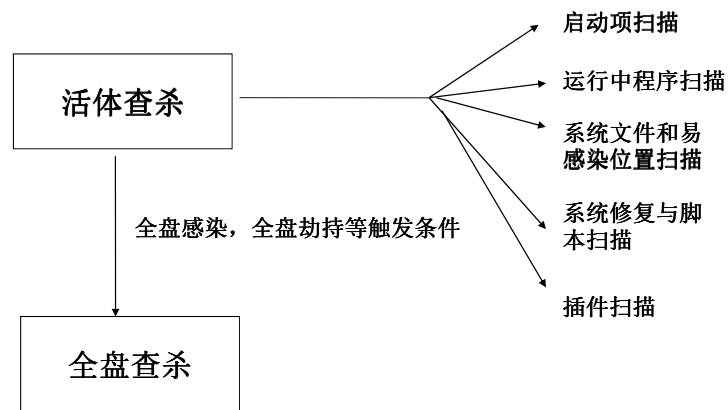 启动项扫描
活体查杀
运行中程序扫描
系统文件和易
感染位置扫描
全盘感染，全盘劫持等触发条件
系统修复与脚
本扫描
插件扫描
全盘查杀